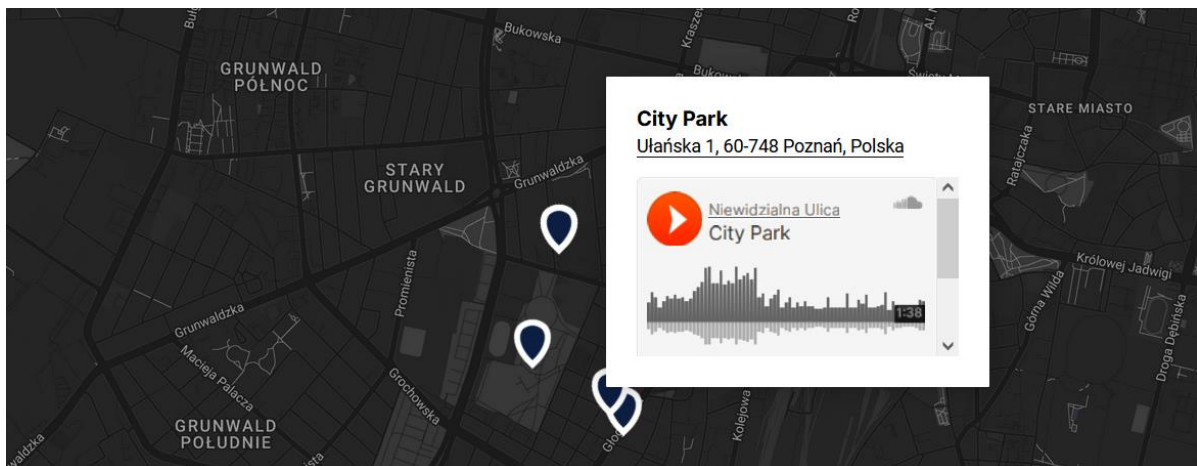 Bukowska
GRUNWALD
PÓŁNOC
Bukowska
STARY
GRUNWALD
Grunwaldzka
Promienista
Grunwaldzka
Macieja Palacza
Grochowska
GRUNWALD
POŁUDNIE
City Park
Ułańska 1, 60-748 Poznań, Polska
Niewidzialna Ulica
City Park
1:38
Kolejowa
STARE MIASTO
Ratajczaka
Królowej Jadwigi
Górna Wilda
Droga Dębińska